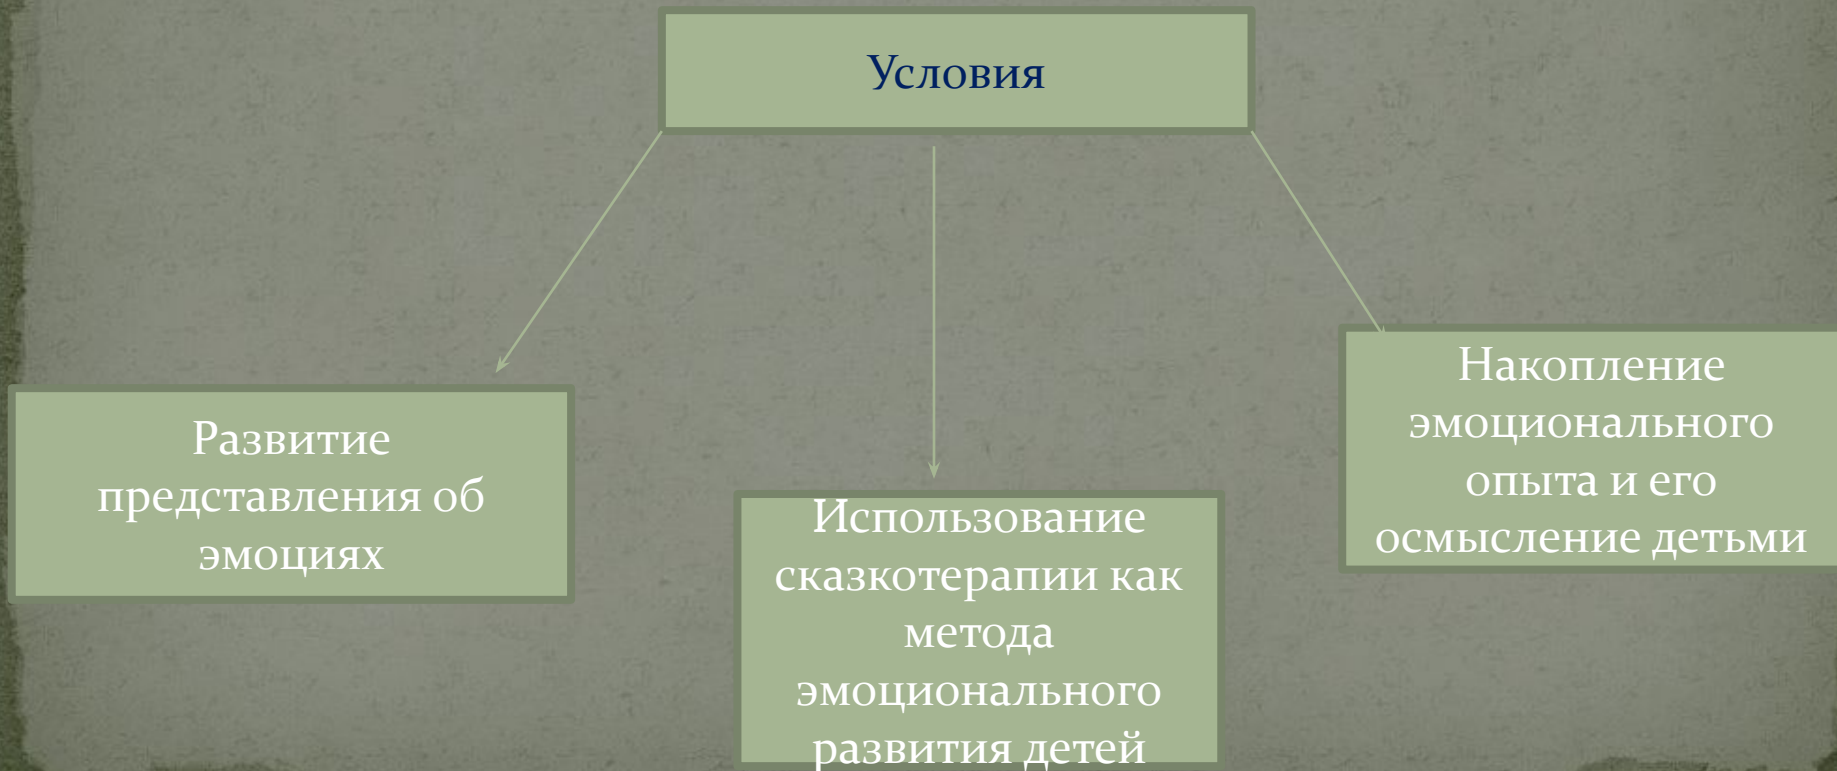 Условия
Развитие
представления об
эмоциях
Использование
сказкотерапии как
метода
эмоционального
развития детей
Накопление
эмоционального
опыта и его
осмысление детьми